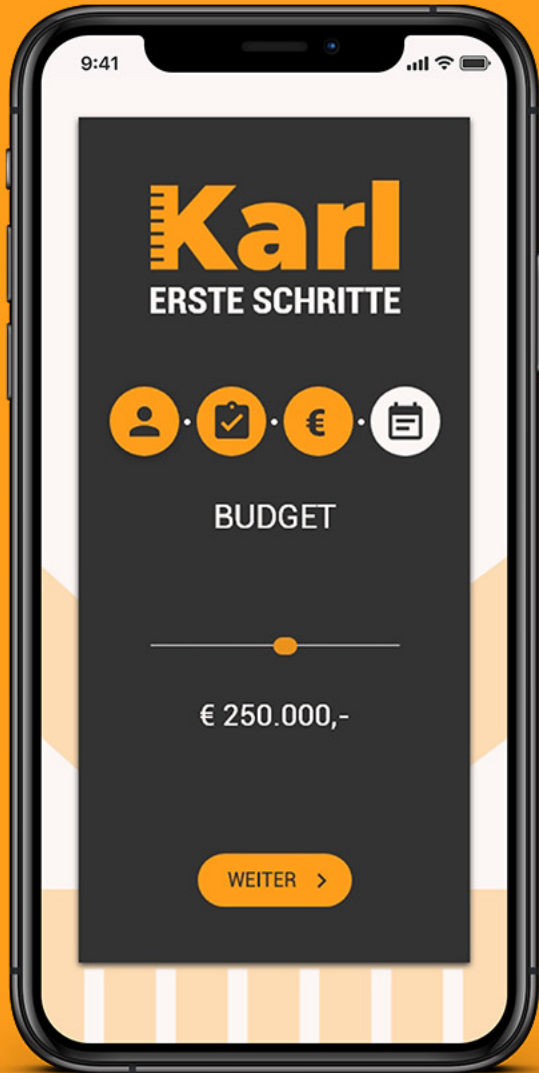 9:41
Karl
ERSTE SCHRITTE
€
BUDGET
€ 250.000,-
WEITER >